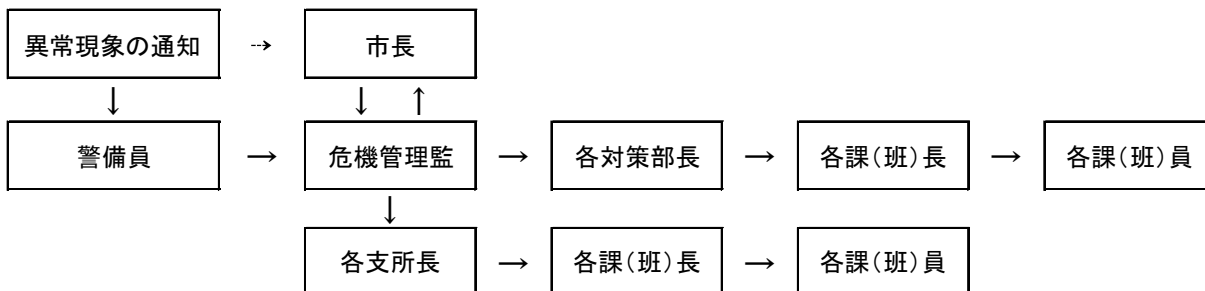 異常現象の通知 ⇢ 市長
↓ ↓ ↑
警備員 → 危機管理監 → 各対策部長 → 各課(班)長 → 各課(班)員
↓
各支所長 → 各課(班)長 → 各課(班)員